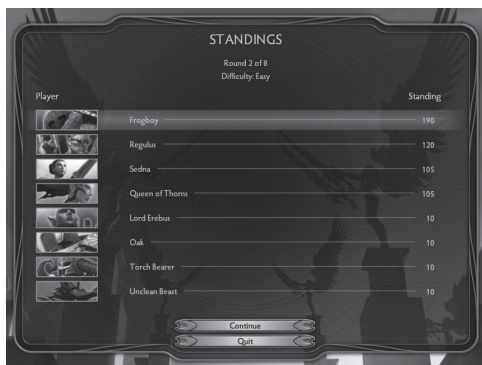 STANDINGS
Round 2 of 8
Difficulty: Easy
Player Standing
Frogboy 190
Regulus 120
Sedna 105
Queen of Thorns 105
Lord Erebus 10
Oak 10
Torch Bearer 10
Unclean Beast 10
Continue
Quit